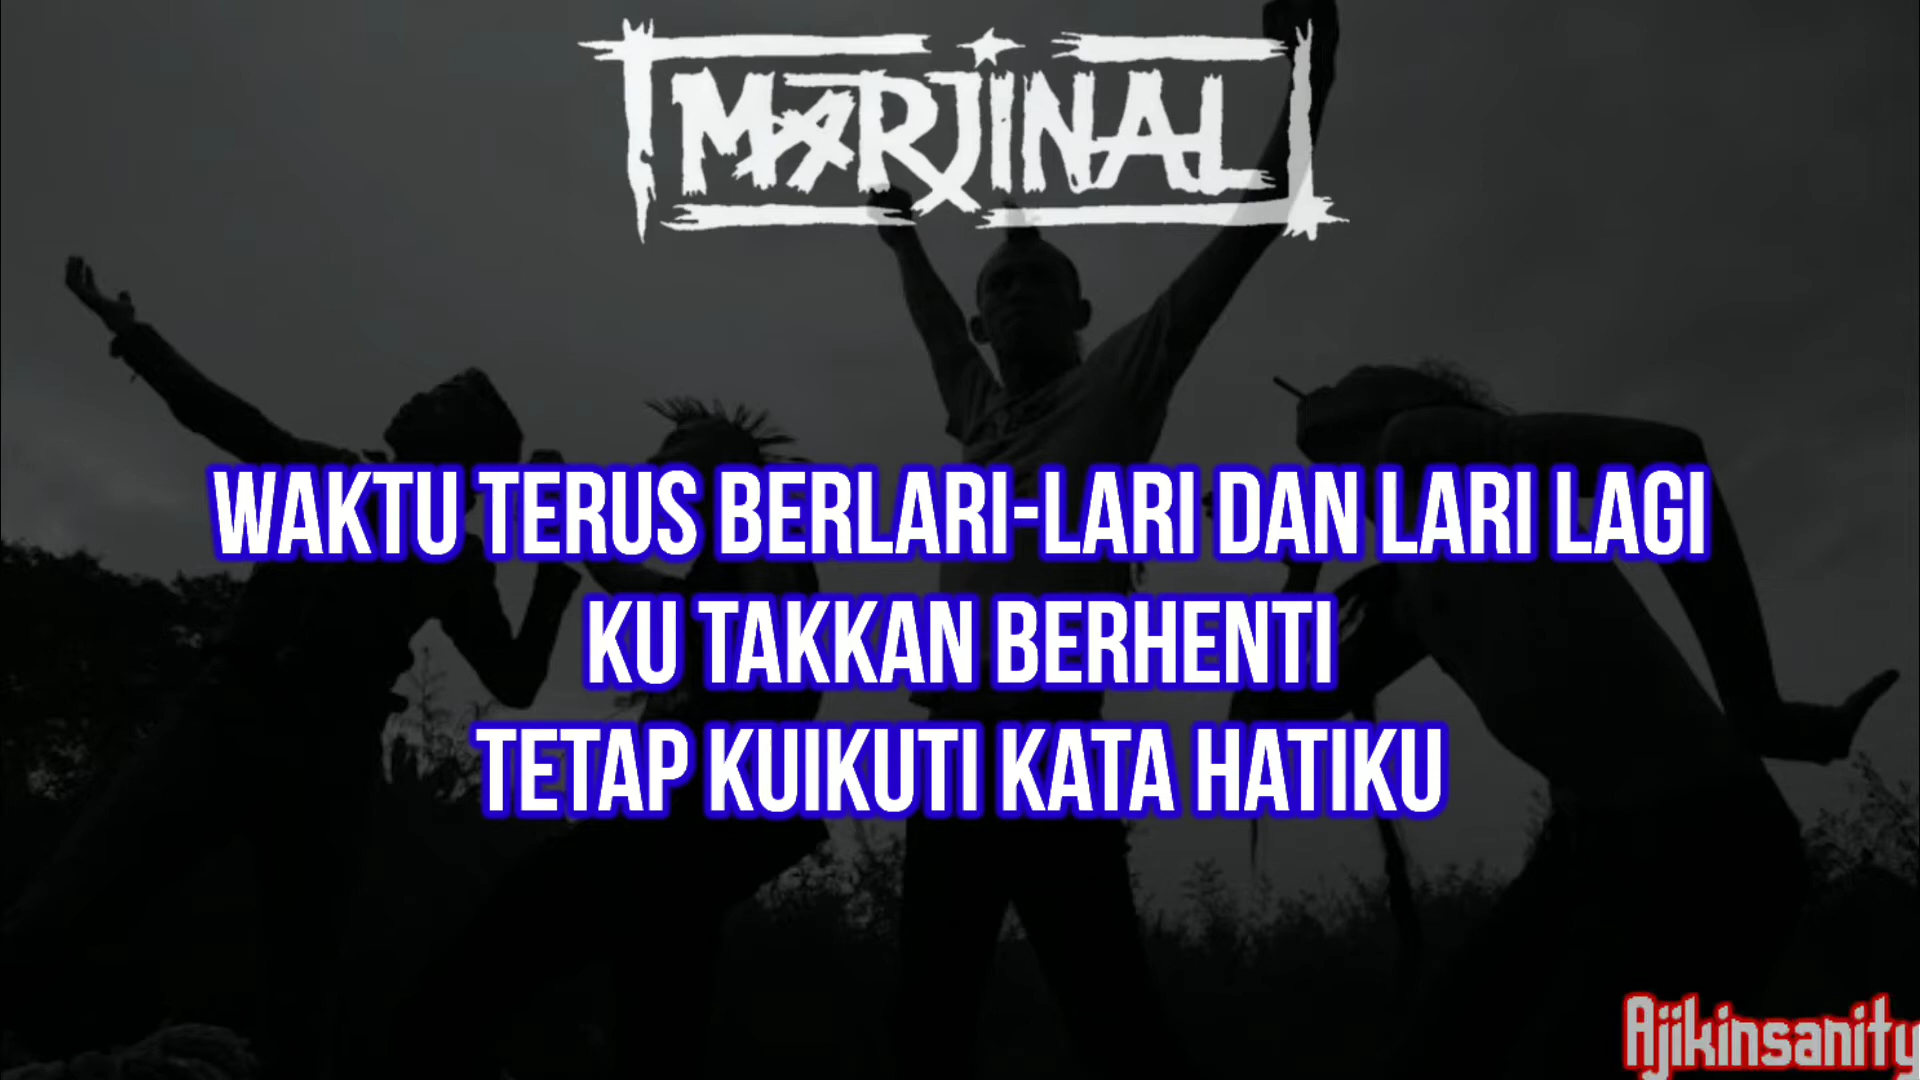 MARJINAL
WAKTU TERUS BERLARI-LARI DAN LARI LAGI
KU TAKKAN BERHENTI
TETAP KUIKUTI KATA HATIKU
Ajikinsanity